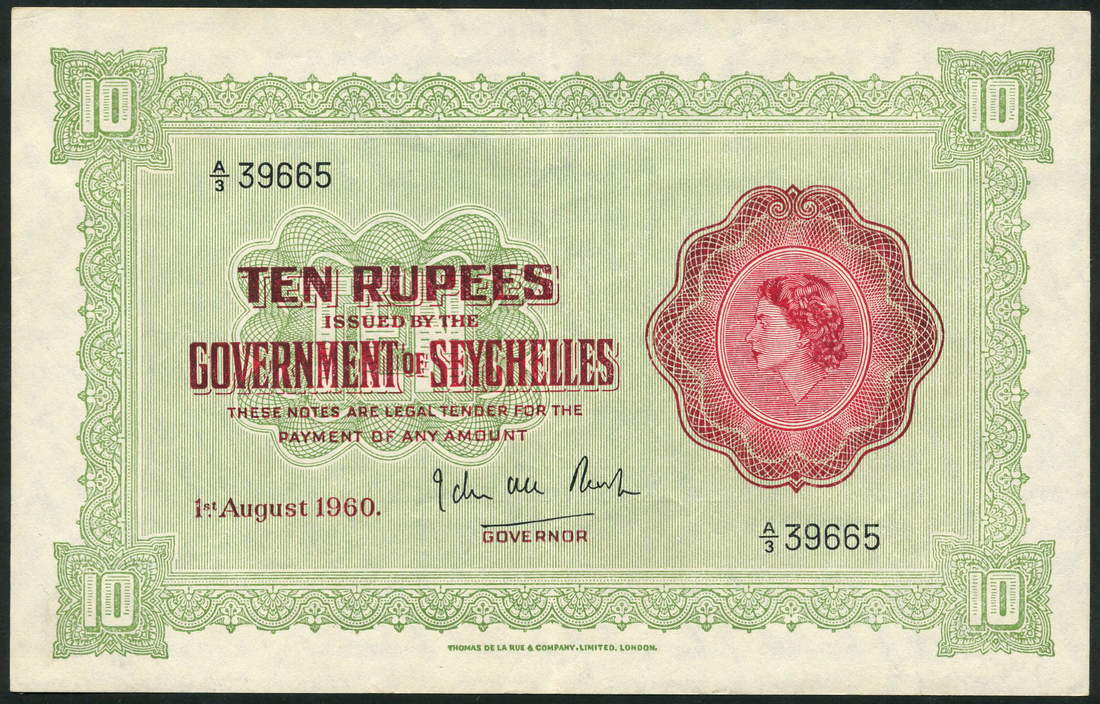 10 10
A/3 39665
TEN RUPEES
ISSUED BY THE
GOVERNMENT OF SEYCHELLES
THESE NOTES ARE LEGAL TENDER FOR THE
PAYMENT OF ANY AMOUNT
1st August 1960.
GOVERNOR
A/3 39665
10 10
THOMAS DE LA RUE & COMPANY, LIMITED, LONDON.